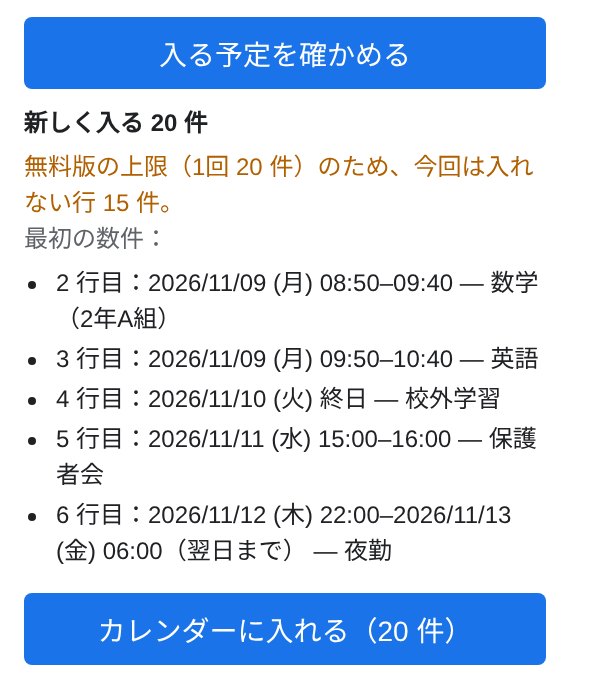 入る予定を確かめる
新しく入る 20 件
無料版の上限（1回 20 件）のため、今回は入れ
ない行 15 件。
最初の数件：
• 2 行目：2026/11/09 (月) 08:50–09:40 — 数学
（2年A組）
• 3 行目：2026/11/09 (月) 09:50–10:40 — 英語
• 4 行目：2026/11/10 (火) 終日 — 校外学習
• 5 行目：2026/11/11 (水) 15:00–16:00 — 保護
者会
• 6 行目：2026/11/12 (木) 22:00–2026/11/13
(金) 06:00（翌日まで） — 夜勤
カレンダーに入れる（20 件）